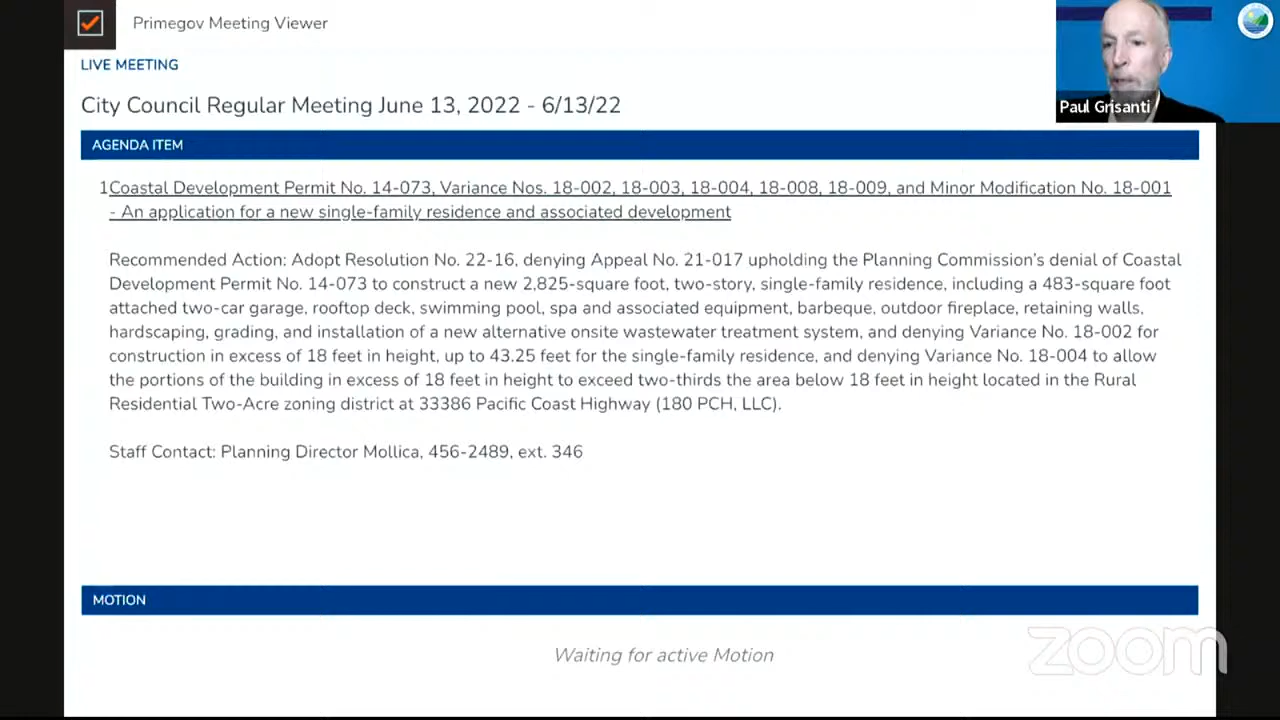 Primegov Meeting Viewer
LIVE MEETING
City Council Regular Meeting June 13, 2022 - 6/13/22
Paul Grisanti
AGENDA ITEM
1Coastal Development Permit No. 14-073, Variance Nos. 18-002, 18-003, 18-004, 18-008, 18-009, and Minor Modification No. 18-001
- An application for a new single-family residence and associated development
Recommended Action: Adopt Resolution No. 22-16, denying Appeal No. 21-017 upholding the Planning Commission's denial of Coastal
Development Permit No. 14-073 to construct a new 2,825-square foot, two-story, single-family residence, including a 483-square foot
attached two-car garage, rooftop deck, swimming pool, spa and associated equipment, barbeque, outdoor fireplace, retaining walls,
hardscaping, grading, and installation of a new alternative onsite wastewater treatment system, and denying Variance No. 18-002 for
construction in excess of 18 feet in height, up to 43.25 feet for the single-family residence, and denying Variance No. 18-004 to allow
the portions of the building in excess of 18 feet in height to exceed two-thirds the area below 18 feet in height located in the Rural
Residential Two-Acre zoning district at 33386 Pacific Coast Highway (180 PCH, LLC).
Staff Contact: Planning Director Mollica, 456-2489, ext. 346
MOTION
Waiting for active Motion
zoom